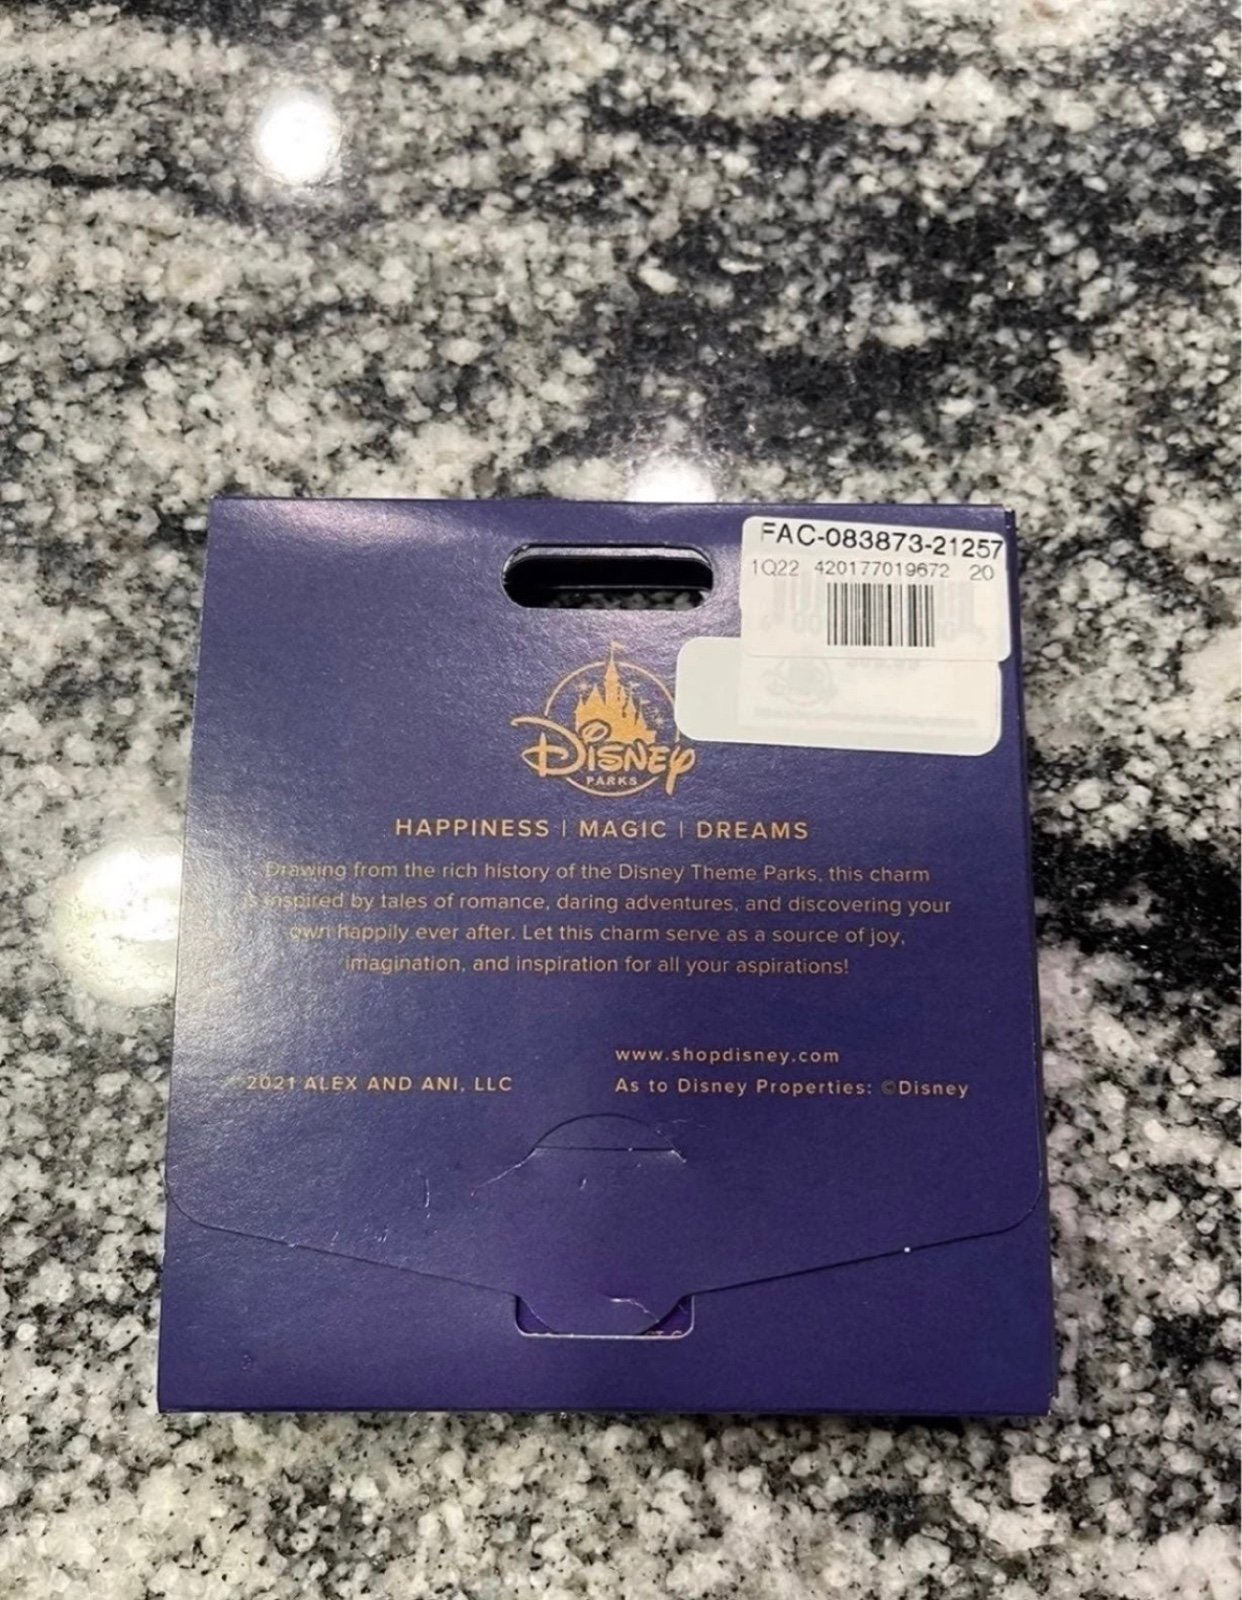 FAC-083873-21257
1Q22 420177019672 20
Disney
PARKS
HAPPINESS | MAGIC | DREAMS
Drawing from the rich history of the Disney Theme Parks, this charm
is inspired by tales of romance, daring adventures, and discovering your
own happily ever after. Let this charm serve as a source of joy,
imagination, and inspiration for all your aspirations!
www.shopdisney.com
2021 ALEX AND ANI, LLC
As to Disney Properties: ©Disney